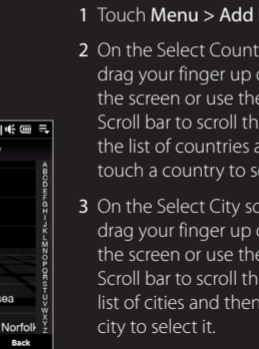 1 Touch Menu > Add
2 On the Select Count
drag your finger up o
the screen or use the
Scroll bar to scroll th
the list of countries a
touch a country to se
3 On the Select City sc
drag your finger up o
the screen or use the
Scroll bar to scroll th
list of cities and then
city to select it.
A
B
C
D
E
F
G
H
I
J
K
L
M
N
O
P
Q
R
S
T
U
V
W
X
Y
Z
sea
Norfolk
Back